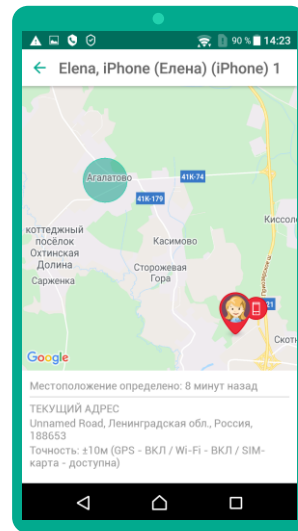 90 % 14:23
Elena, iPhone (Елена) (iPhone) 1
Агалатово
41К-74
41К-179
Киссол
коттеджный
посёлок
Охтинская
Долина
Касимово
Сарженка
Сторожевая
Гора
Приозерское ш.
Скотн
Google
Местоположение определено: 8 минут назад
ТЕКУЩИЙ АДРЕС
Unnamed Road, Ленинградская обл., Россия,
188653
Точность: ±10м (GPS - ВКЛ / Wi-Fi - ВКЛ / SIM-
карта - доступна)